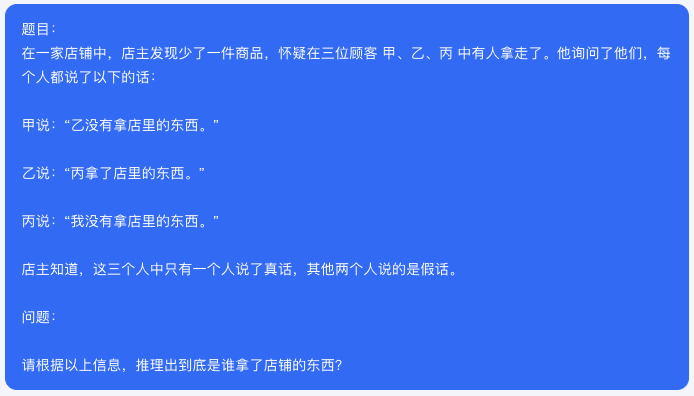 题目：
在一家店铺中，店主发现少了一件商品，怀疑在三位顾客 甲、乙、丙 中有人拿走了。他询问了他们，每
个人都说了以下的话：
甲说：“乙没有拿店里的东西。”
乙说：“丙拿了店里的东西。”
丙说：“我没有拿店里的东西。”
店主知道，这三个人中只有一个人说了真话，其他两个人说的是假话。
问题：
请根据以上信息，推理出到底是谁拿了店铺的东西？